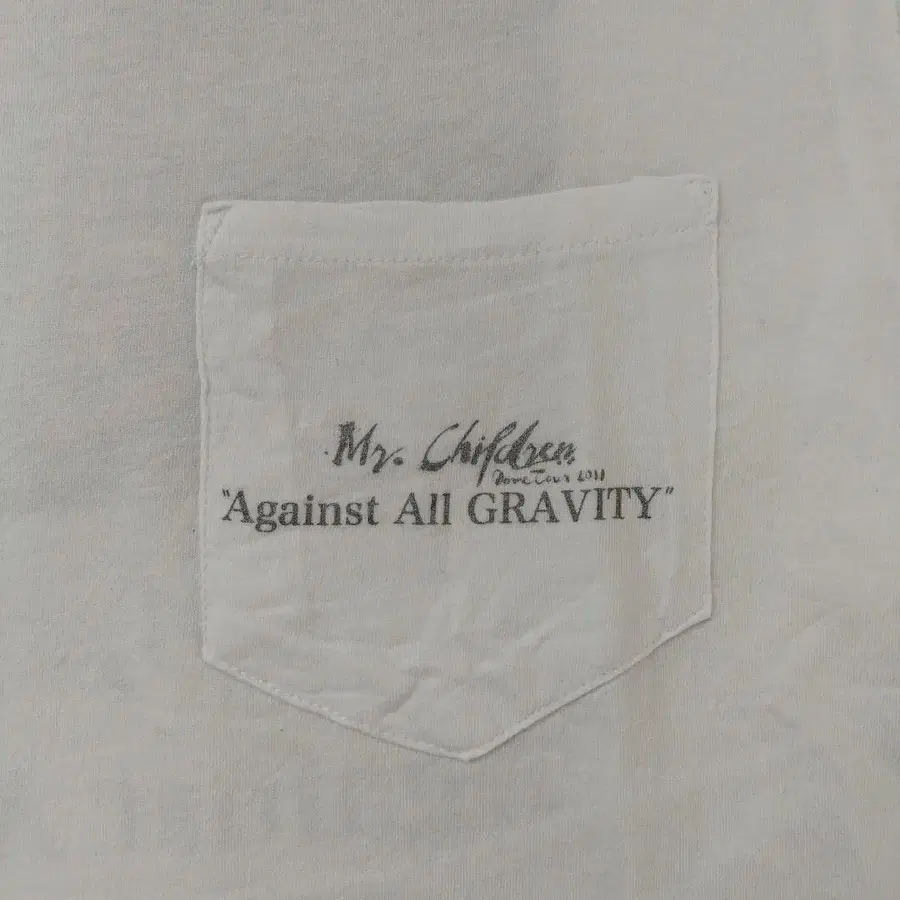 Mr. Children
Dome Tour 2011
"Against All GRAVITY"